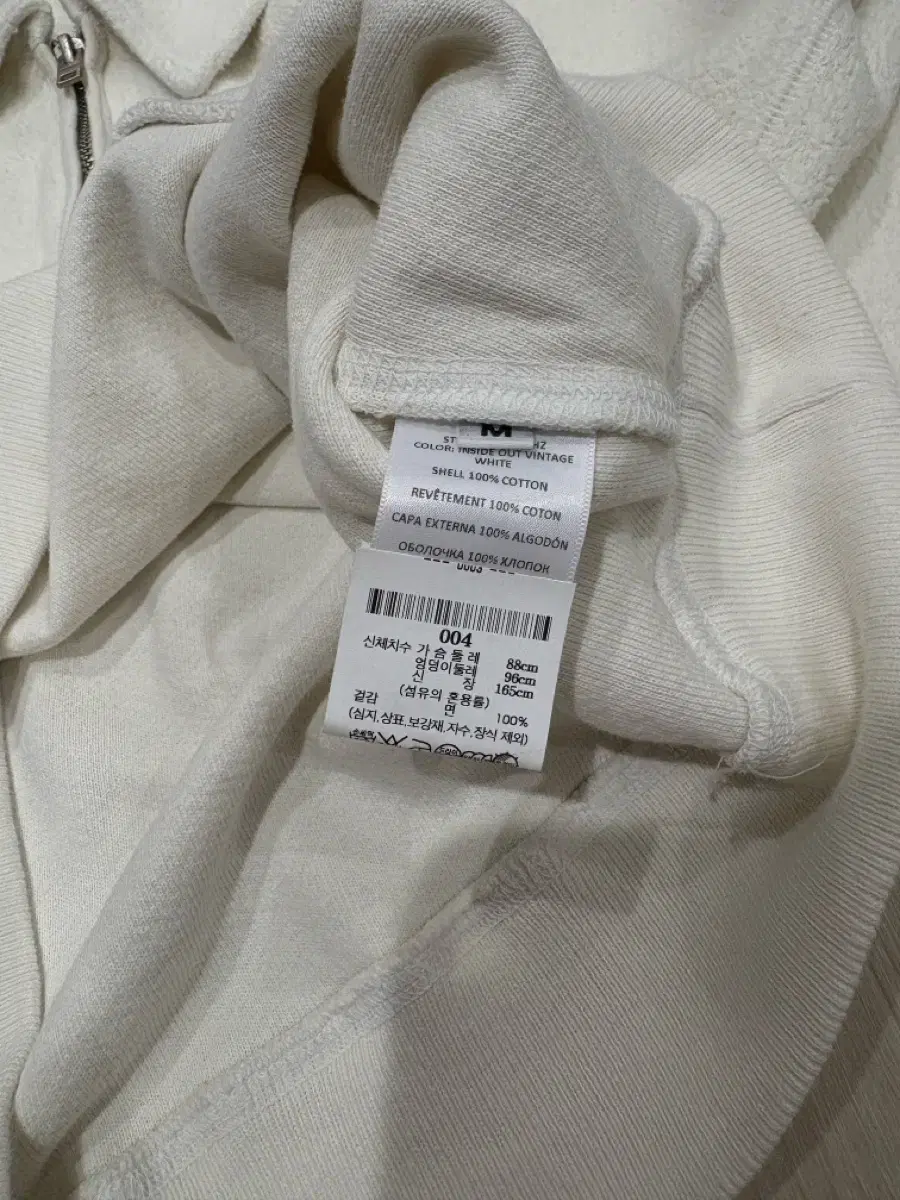 M
ST HZ
COLOR: INSIDE OUT VINTAGE
WHITE
SHELL 100% COTTON
REVÊTEMENT 100% COTON
CAPA EXTERNA 100% ALGODÓN
ОБОЛОЧКА 100% ХЛОПОК
004
신체치수 가 슴 둘 레 88cm
엉덩이둘레 96cm
신 장 165cm
(섬유의 혼용률)
겉감 면 100%
(심지,상표,보강재,자수,장식 제외)